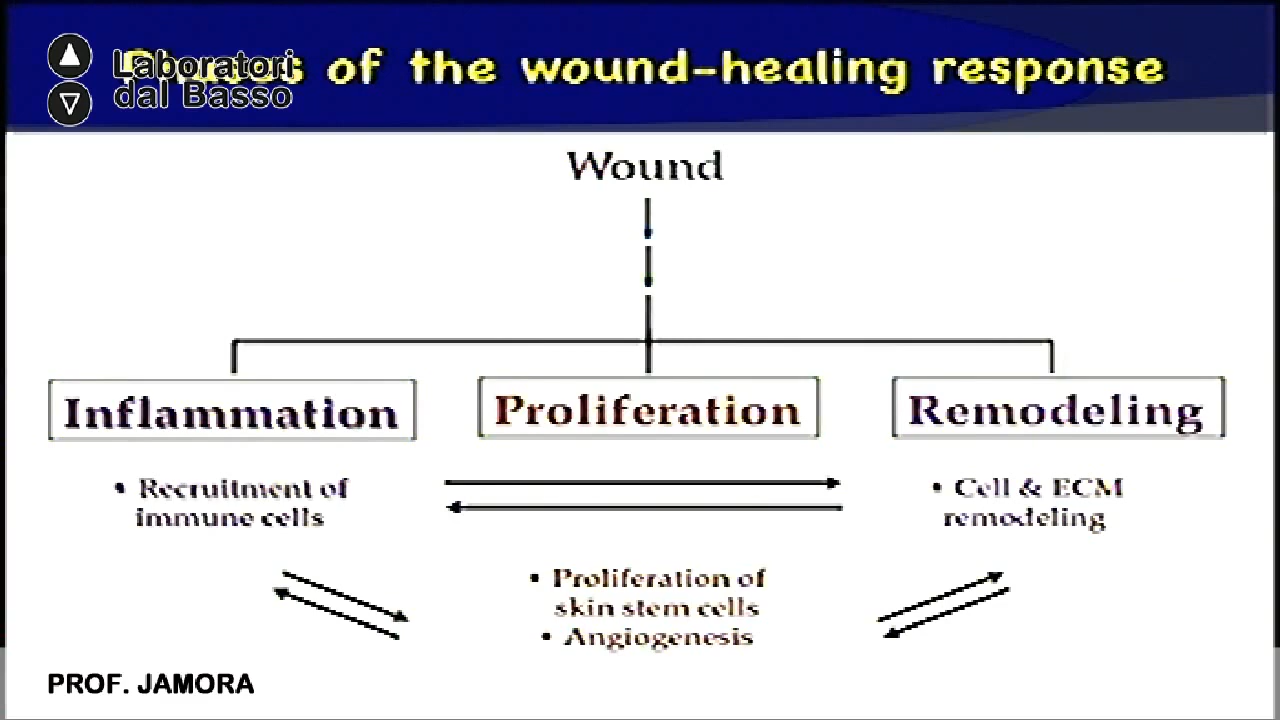 Laboratori
dal Basso
of the wound-healing response
Wound
Inflammation
Proliferation
Remodeling
• Recruitment of
immune cells
• Cell & ECM
remodeling
• Proliferation of
skin stem cells
• Angiogenesis
PROF. JAMORA